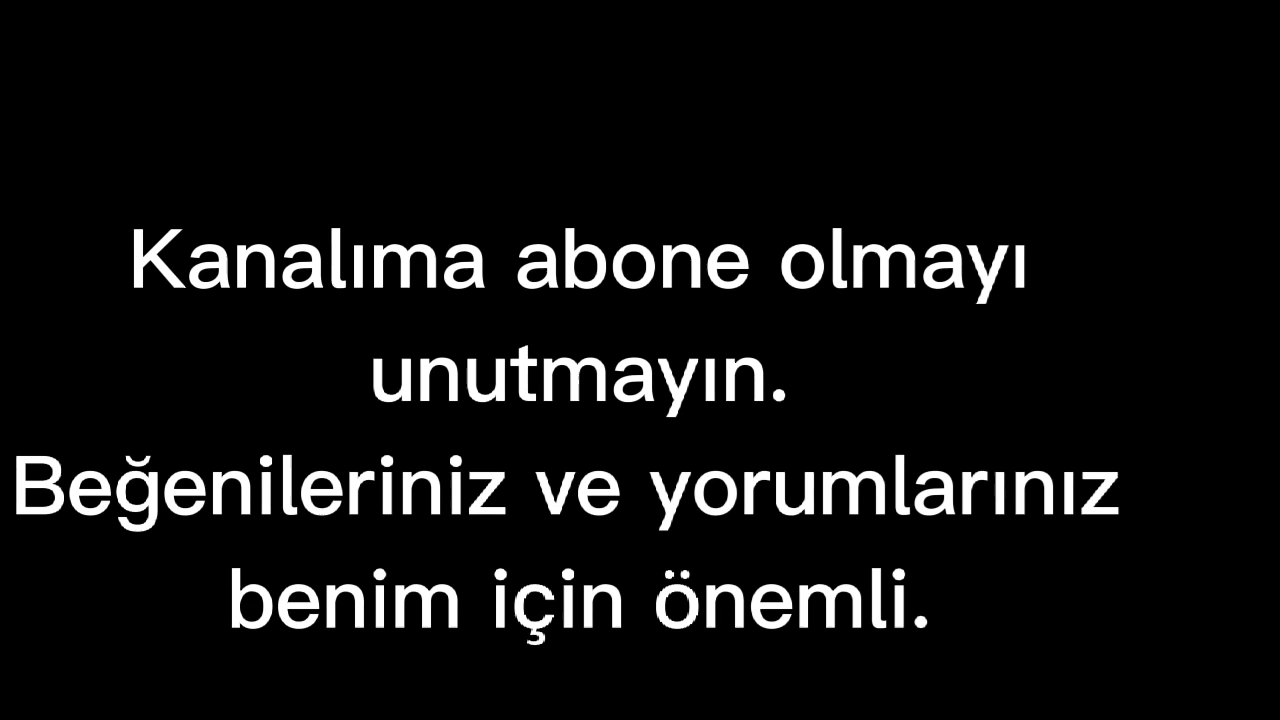 Kanalıma abone olmayı
unutmayın.
Beğenileriniz ve yorumlarınız
benim için önemli.